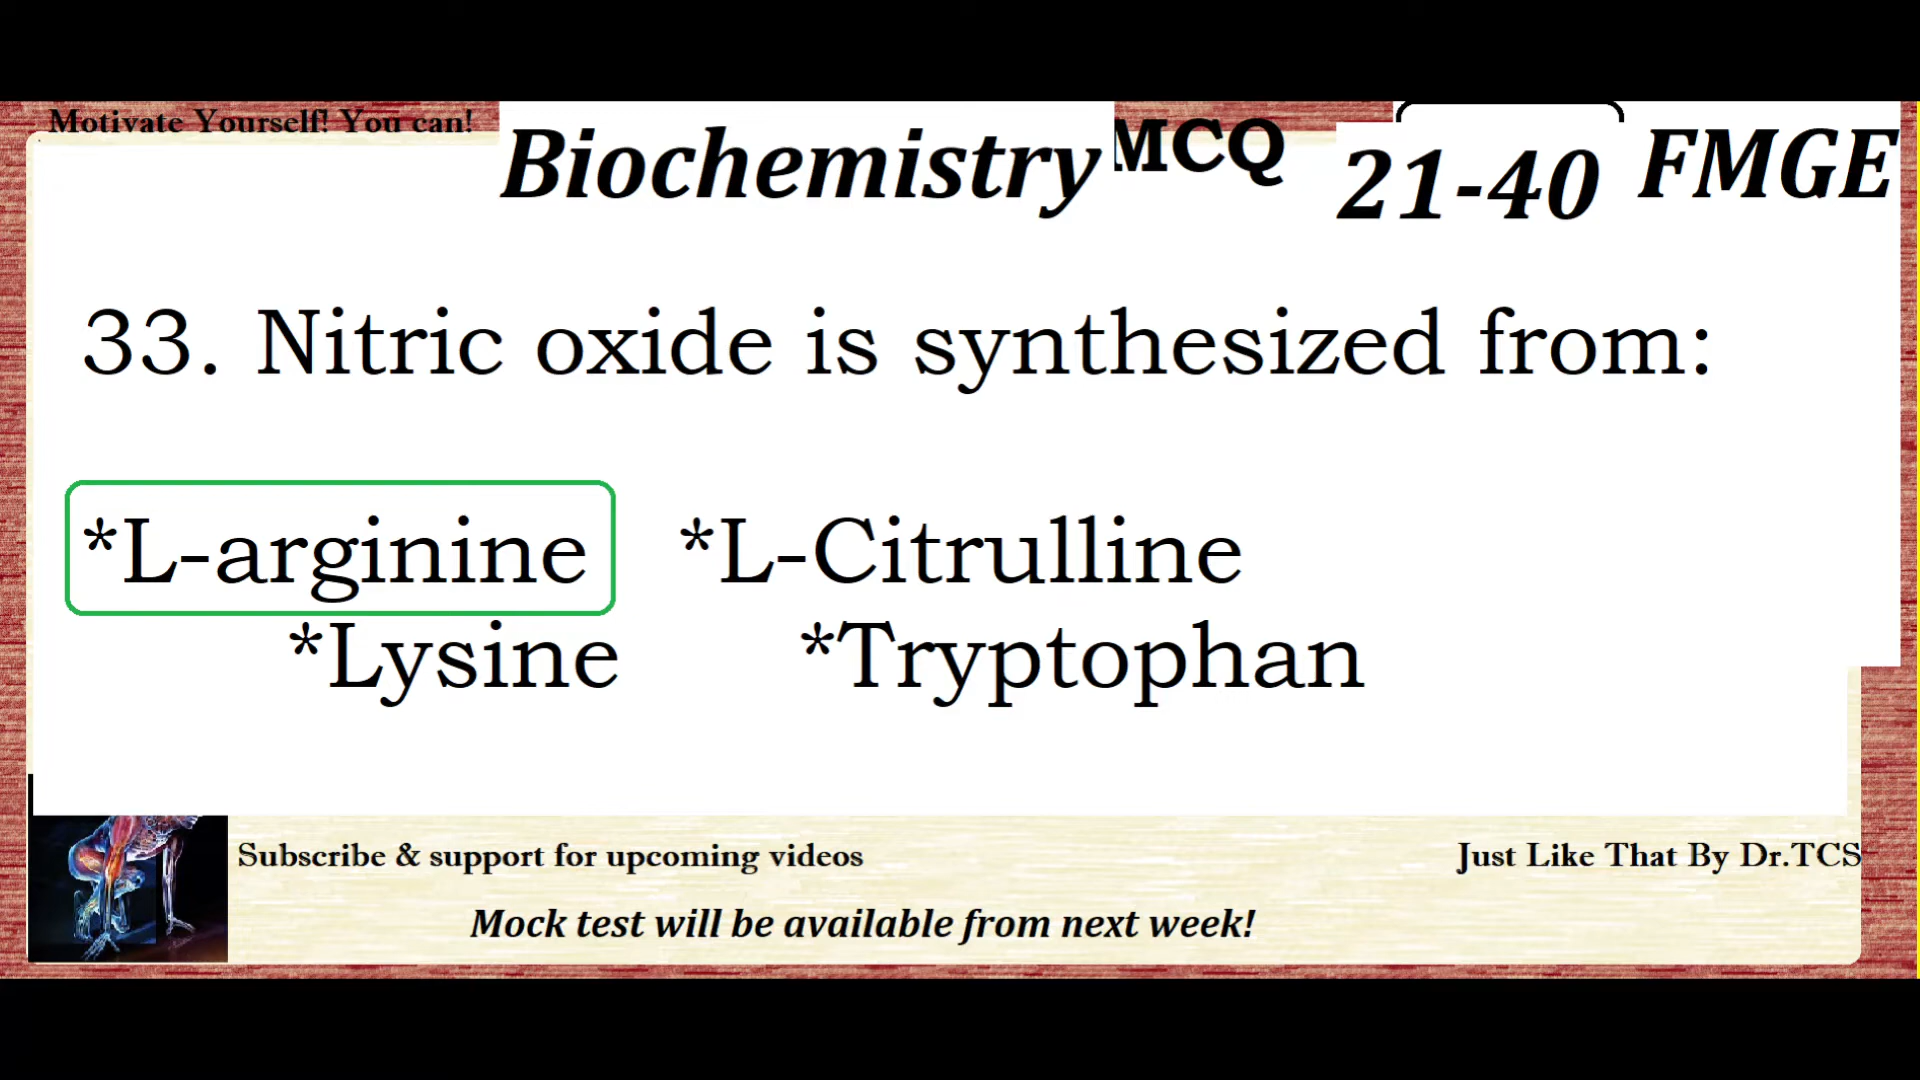 Motivate Yourself! You can!
Biochemistry MCQ 21-40 FMGE
33. Nitric oxide is synthesized from:
*L-arginine *L-Citrulline
*Lysine *Tryptophan
Subscribe & support for upcoming videos
Just Like That By Dr.TCS
Mock test will be available from next week!